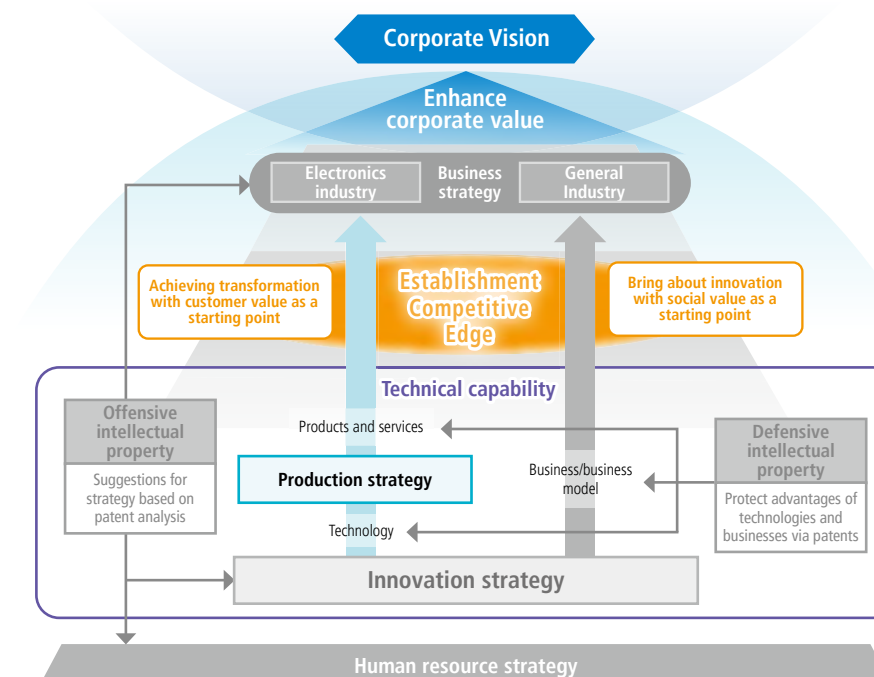 Corporate Vision
Enhance
corporate value
Electronics
industry
Business
strategy
General
Industry
Achieving transformation
with customer value as a
starting point
Establishment
Competitive
Edge
Bring about innovation
with social value as a
starting point
Technical capability
Offensive
intellectual
property
Suggestions for
strategy based on
patent analysis
Products and services
Production strategy
Technology
Business/business
model
Defensive
intellectual
property
Protect advantages of
technologies and
businesses via patents
Innovation strategy
Human resource strategy